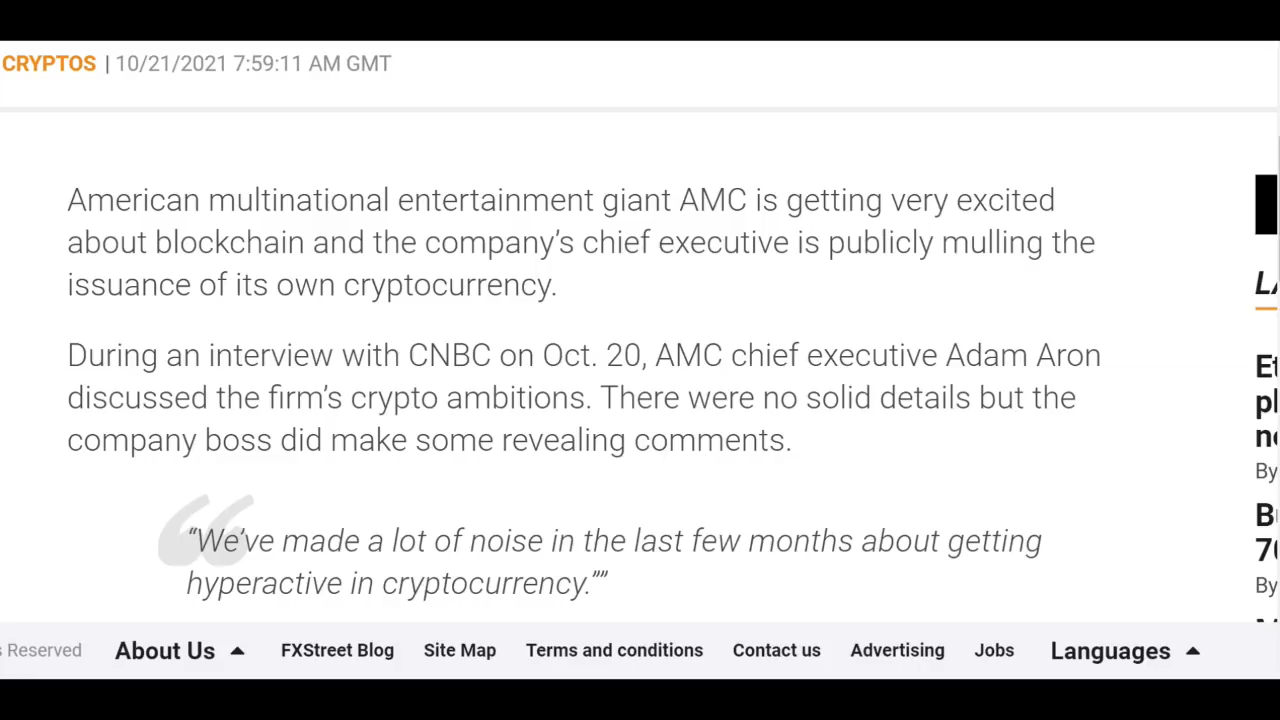 CRYPTOS | 10/21/2021 7:59:11 AM GMT
American multinational entertainment giant AMC is getting very excited
about blockchain and the company’s chief executive is publicly mulling the
issuance of its own cryptocurrency.
During an interview with CNBC on Oct. 20, AMC chief executive Adam Aron
discussed the firm’s crypto ambitions. There were no solid details but the
company boss did make some revealing comments.
“We’ve made a lot of noise in the last few months about getting
hyperactive in cryptocurrency.””
By
By
Reserved About Us FXStreet Blog Site Map Terms and conditions Contact us Advertising Jobs Languages